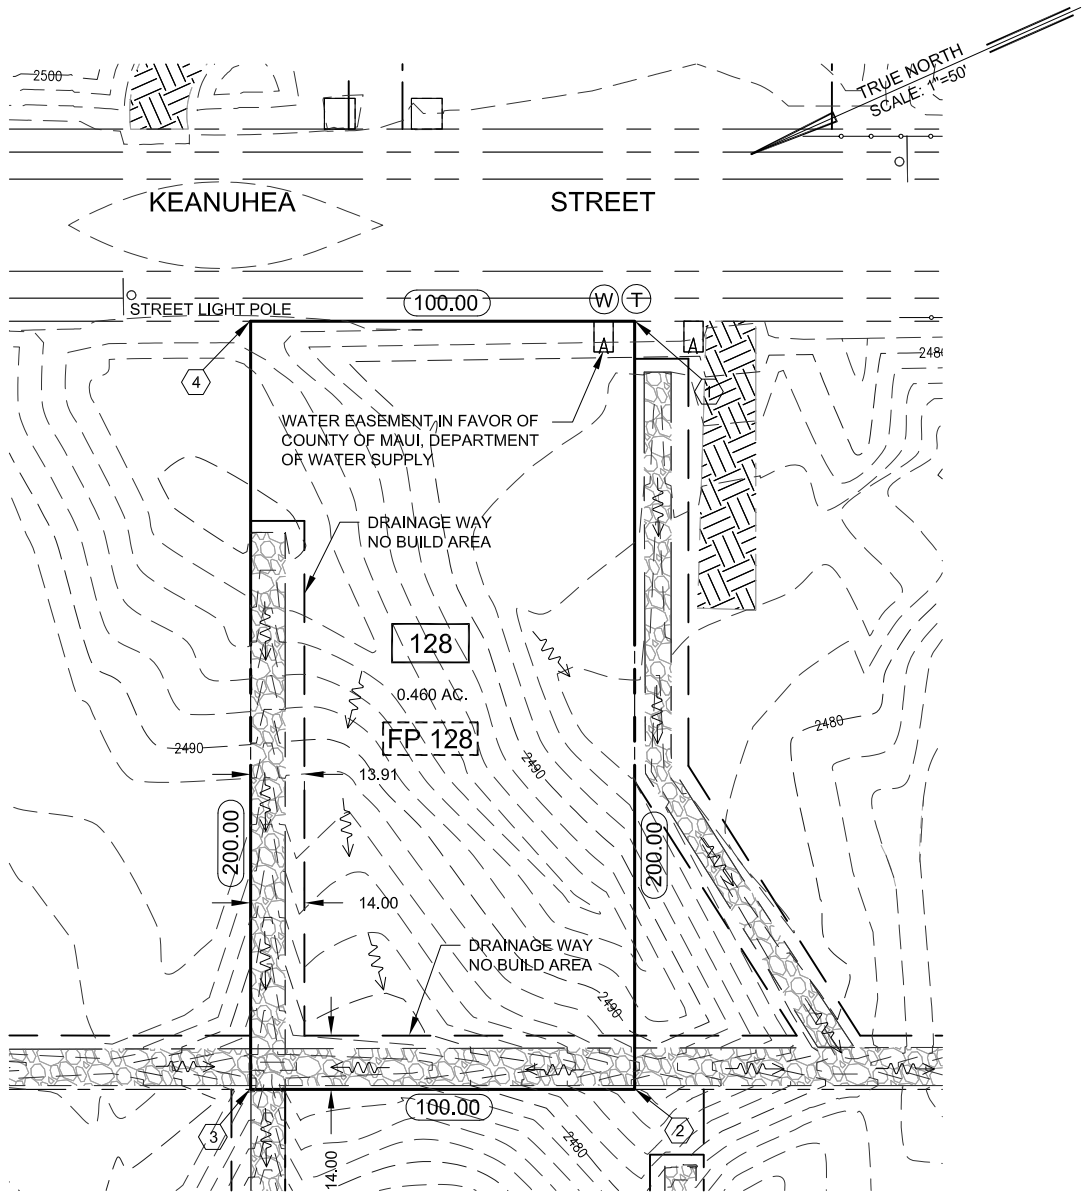 2500
TRUE NORTH
SCALE: 1"=50'
KEANUHEA STREET
STREET LIGHT POLE
100.00
W
T
4
A
A
2480
WATER EASEMENT IN FAVOR OF
COUNTY OF MAUI, DEPARTMENT
OF WATER SUPPLY
DRAINAGE WAY
NO BUILD AREA
128
0.460 AC.
FP 128
2490
2490
2480
13.91
200.00
200.00
14.00
DRAINAGE WAY
NO BUILD AREA
2490
100.00
3
2
14.00
2480